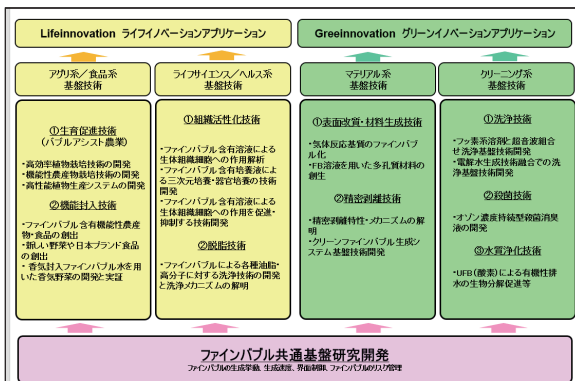 Lifeinnovation ライフイノベーションアプリケーション
Greeninnovation グリーンイノベーションアプリケーション
アグリ系/食品系
基盤技術
ライフサイエンス/ヘルス系
基盤技術
マテリアル系
基盤技術
クリーニング系
基盤技術
①生育促進技術
(バブルアシスト農業)
・高効率植物栽培技術の開発
・機能性農産物栽培技術の開発
・高性能植物生産システムの開発
②機能封入技術
・ファインバブル含有機能性農産
物・食品の創出
・新しい野菜や日本ブランド食品
の創出
・香気封入ファインバブル水を用
いた香気野菜の開発と実証
①組織活性化技術
・ファインバブル含有溶液による
生体組織細胞への作用解析
・ファインバブル含有培養液によ
る三次元培養・器官培養の技術
開発
・ファインバブル含有溶液による
生体組織細胞への作用を促進・
抑制する技術開発
②脱脂技術
・ファインバブルによる各種油脂・
高分子に対する洗浄技術の開発
と洗浄メカニズムの解明
①表面改質・材料生成技術
・気体反応基質のファインバブ
ル化
・FB溶液を用いた多孔質材料の
創生
②精密剥離技術
・精密剥離特性・メカニズムの解
明
・クリーンファインバブル生成シ
ステム基盤技術開発
①洗浄技術
・フッ素系溶剤と超音波組合
せ洗浄基盤技術開発
・電解水生成技術融合での洗
浄基盤技術開発
②殺菌技術
・オゾン濃度持続型殺菌消臭
液の開発
③水質浄化技術
・UFB(酸素)による有機性排
水の生物分解促進等
ファインバブル共通基盤研究開発
ファインバブルの生成挙動、生成速度、界面制御、ファインバブルのリスク管理